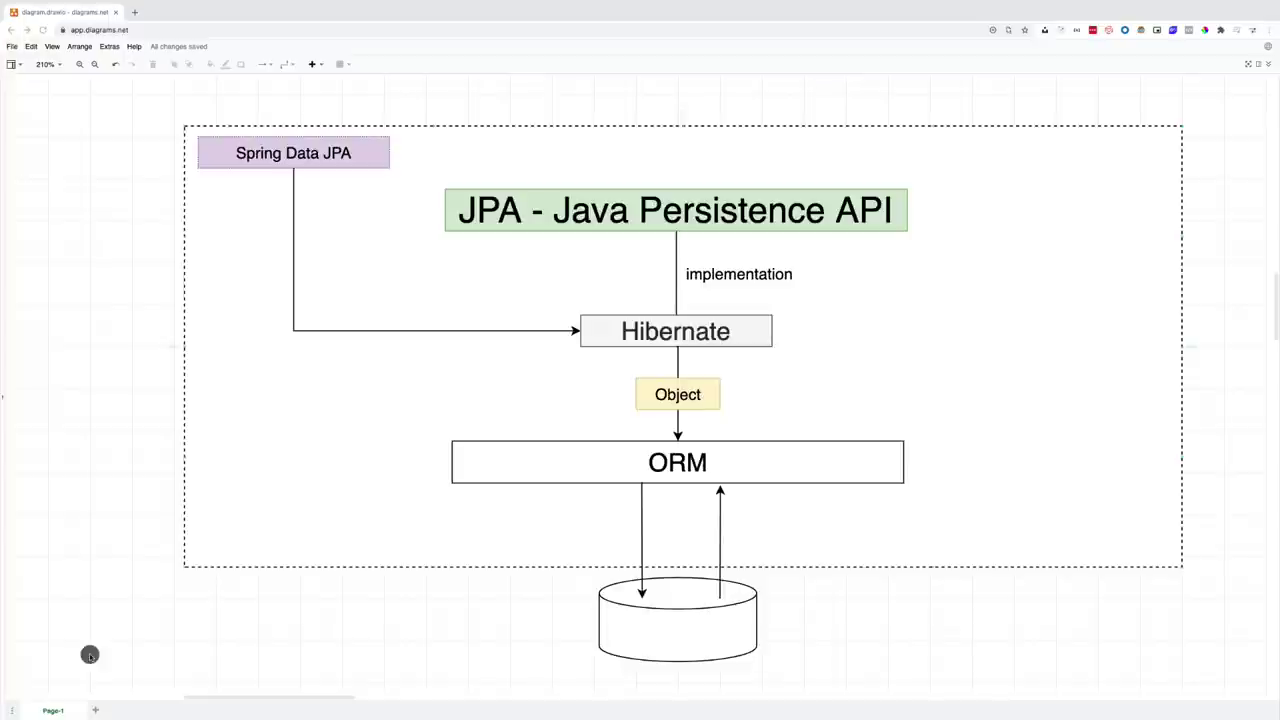 diagram.drawio - diagrams.net
app.diagrams.net
File Edit View Arrange Extras Help All changes saved
210%
Spring Data JPA
JPA - Java Persistence API
implementation
Hibernate
Object
ORM
Page-1